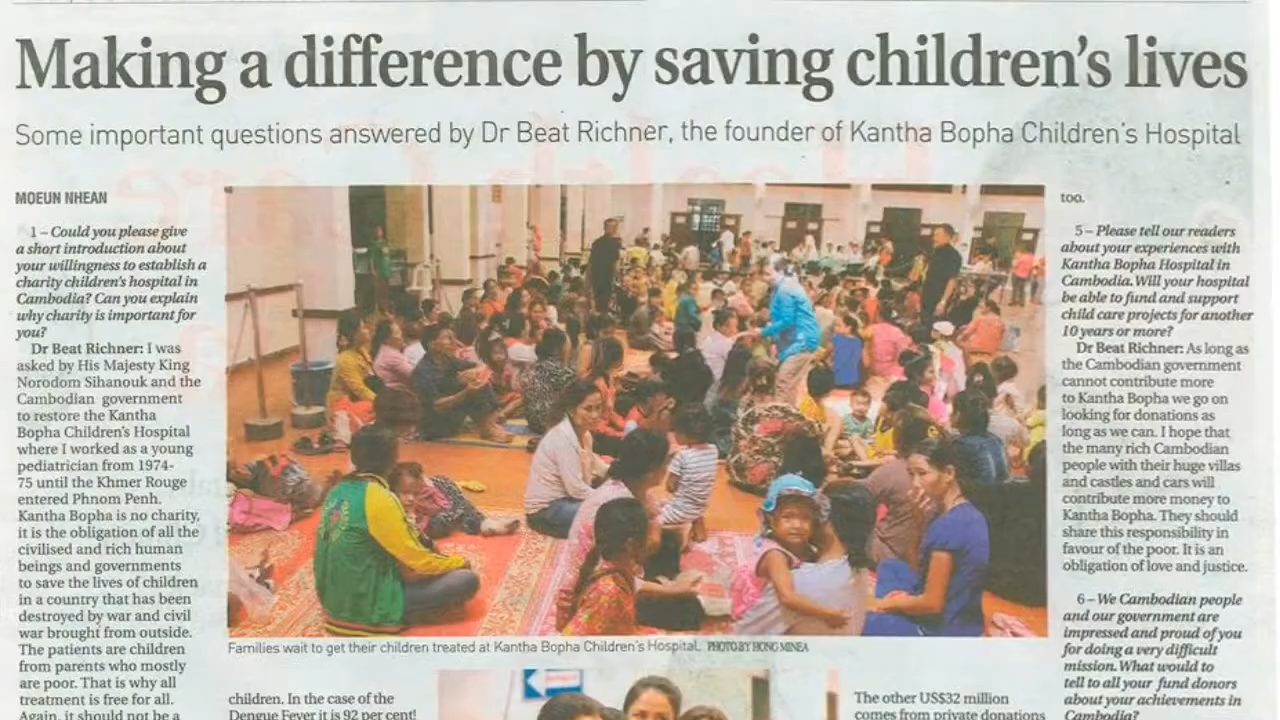 Making a difference by saving children's lives
Some important questions answered by Dr Beat Richner, the founder of Kantha Bopha Children's Hospital
MOEUN NHEAN
1 – Could you please give
a short introduction about
your willingness to establish a
charity children's hospital in
Cambodia? Can you explain
why charity is important for
you?
Dr Beat Richner: I was
asked by His Majesty King
Norodom Sihanouk and the
Cambodian government
to restore the Kantha
Bopha Children's Hospital
where I worked as a young
pediatrician from 1974-
75 until the Khmer Rouge
entered Phnom Penh.
Kantha Bopha is no charity,
it is the obligation of all the
civilised and rich human
beings and governments
to save the lives of children
in a country that has been
destroyed by war and civil
war brought from outside.
The patients are children
from parents who mostly
are poor. That is why all
treatment is free for all.
Again, it should not be a
Families wait to get their children treated at Kantha Bopha Children's Hospital. PHOTO BY HONG MINEA
children. In the case of the
Dengue Fever it is 92 per cent!
The other US$32 million
comes from private donations
too.
5 – Please tell our readers
about your experiences with
Kantha Bopha Hospital in
Cambodia. Will your hospital
be able to fund and support
child care projects for another
10 years or more?
Dr Beat Richner: As long as
the Cambodian government
cannot contribute more
to Kantha Bopha we go on
looking for donations as
long as we can. I hope that
the many rich Cambodian
people with their huge villas
and castles and cars will
contribute more money to
Kantha Bopha. They should
share this responsibility in
favour of the poor. It is an
obligation of love and justice.
6 – We Cambodian people
and our government are
impressed and proud of you
for doing a very difficult
mission. What would to
tell to all your fund donors
about your achievements in
Cambodia?